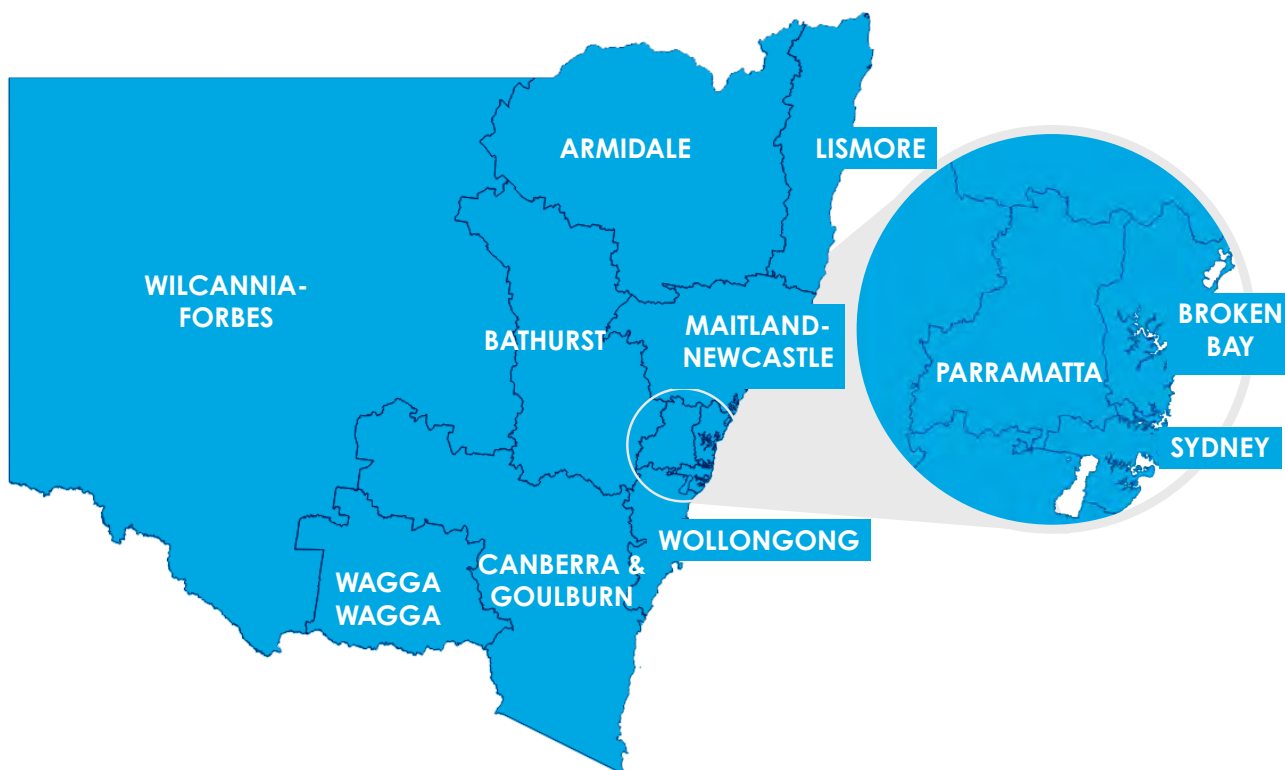 ARMIDALE
LISMORE
WILCANNIA-
FORBES
BATHURST
MAITLAND-
NEWCASTLE
BROKEN
BAY
PARRAMATTA
SYDNEY
WOLLONGONG
CANBERRA &
GOULBURN
WAGGA
WAGGA